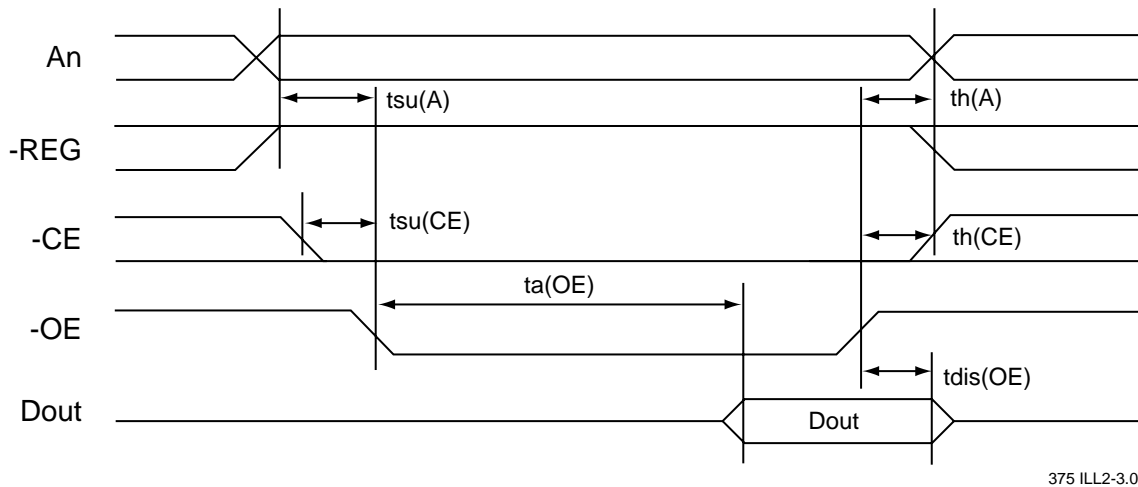 An
tsu(A)
th(A)
-REG
-CE
tsu(CE)
th(CE)
ta(OE)
-OE
tdis(OE)
Dout
Dout
375 ILL2-3.0